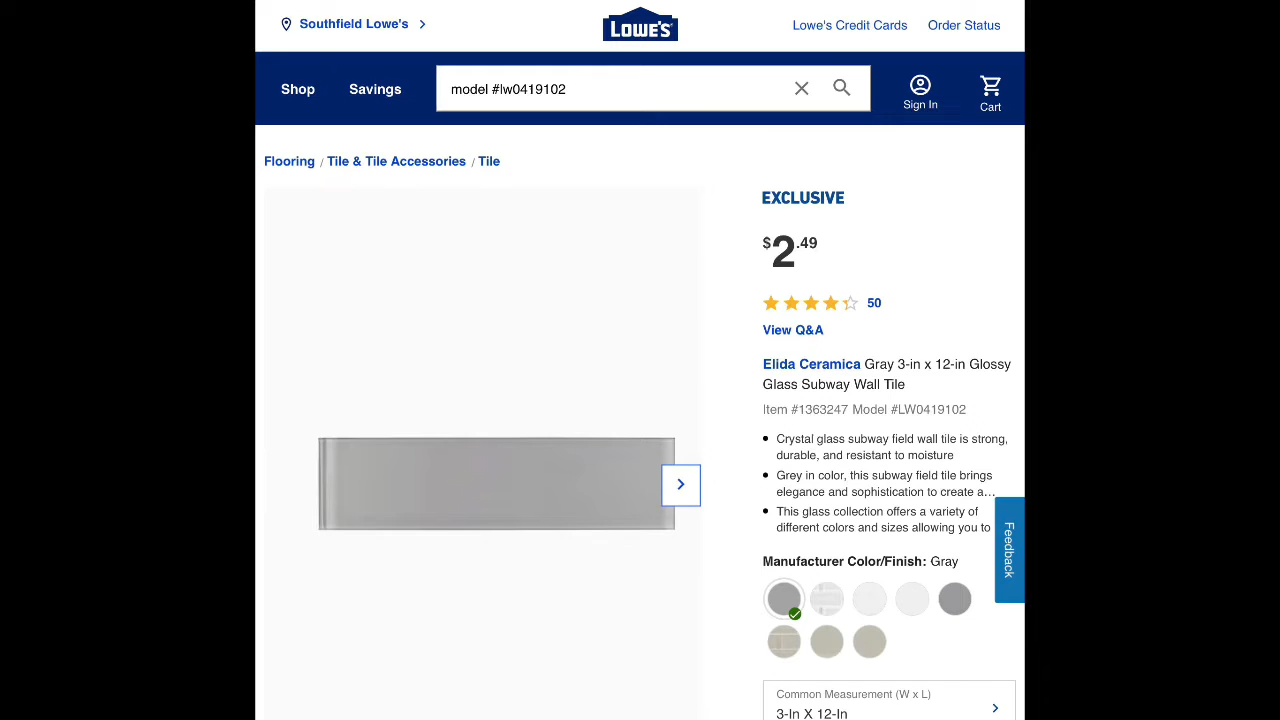 Southfield Lowe's
LOWE'S
Lowe's Credit Cards
Order Status
Shop
Savings
model #lw0419102
Sign In
Cart
Flooring / Tile & Tile Accessories / Tile
EXCLUSIVE
$2.49
50
View Q&A
Elida Ceramica Gray 3-in x 12-in Glossy
Glass Subway Wall Tile
Item #1363247 Model #LW0419102
Crystal glass subway field wall tile is strong,
durable, and resistant to moisture
Grey in color, this subway field tile brings
elegance and sophistication to create a…
This glass collection offers a variety of
different colors and sizes allowing you to
Feedback
Manufacturer Color/Finish: Gray
Common Measurement (W x L)
3-In X 12-In